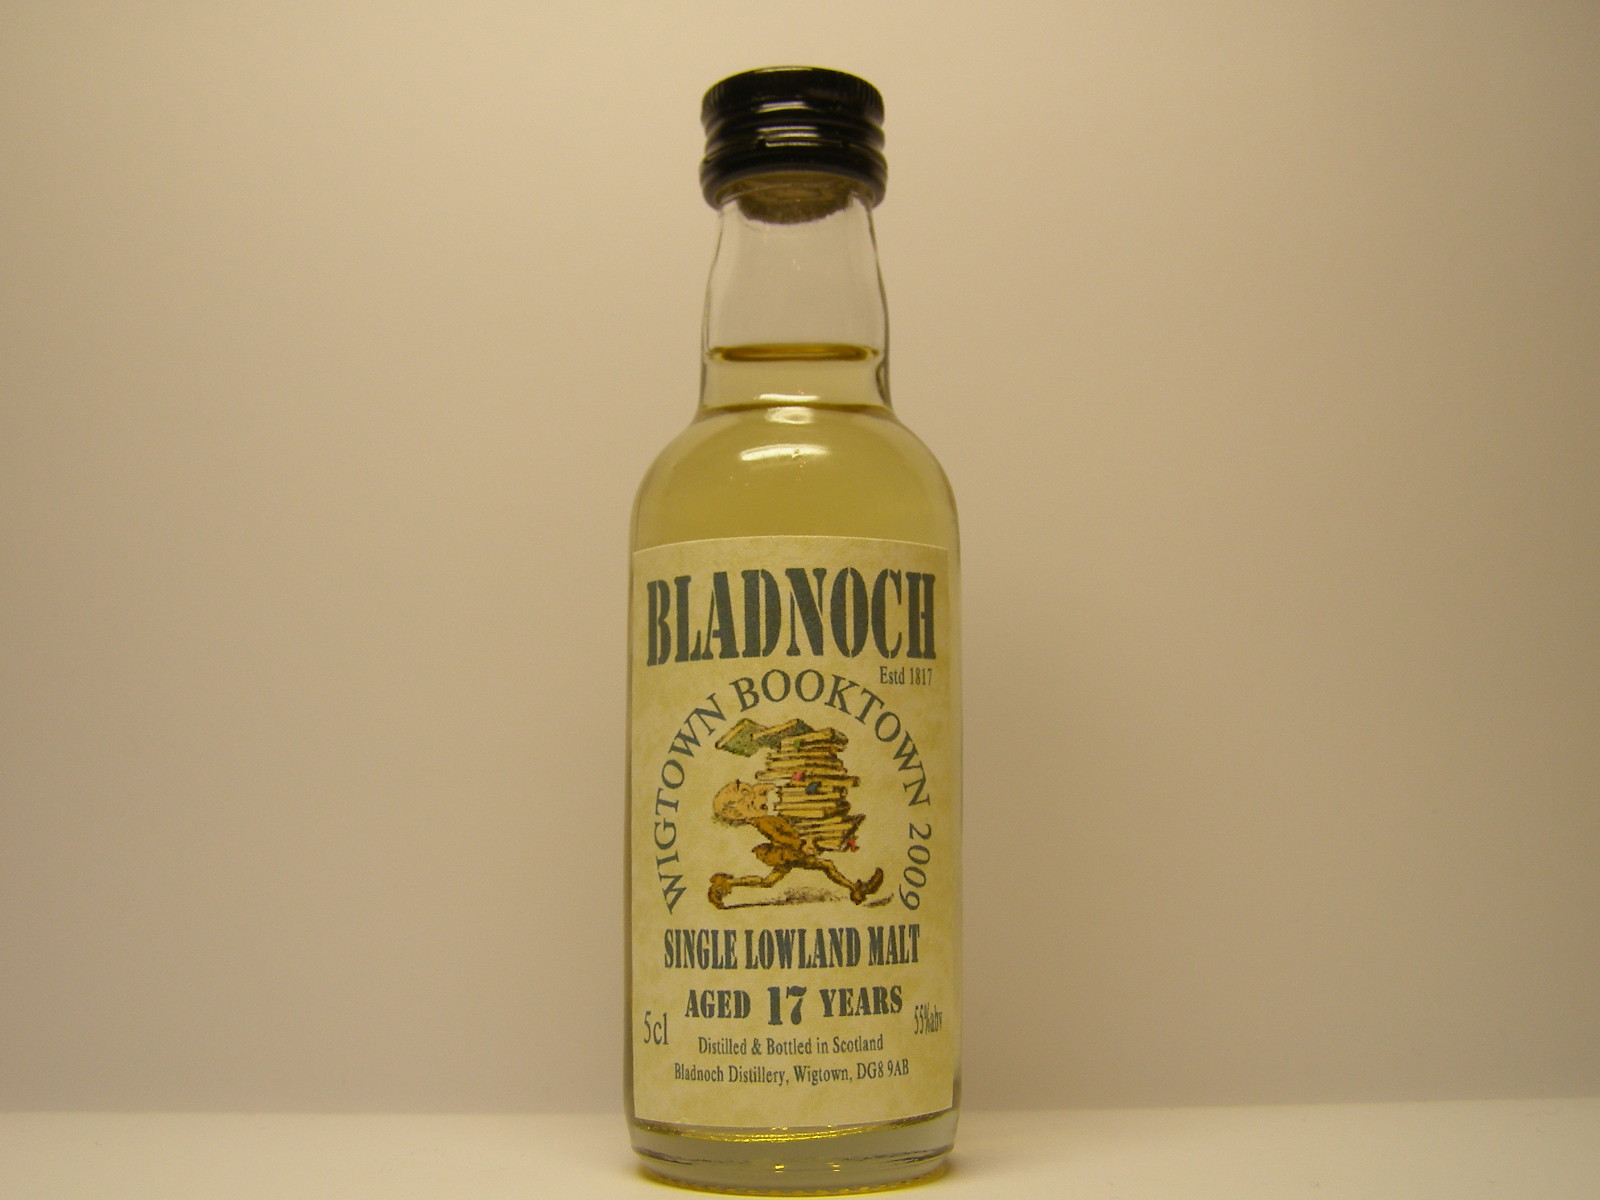 BLADNOCH
Estd 1817
WIGTOWN BOOKTOWN 2009
SINGLE LOWLAND MALT
AGED 17 YEARS
5cl
55%abv
Distilled & Bottled in Scotland
Bladnoch Distillery, Wigtown, DG8 9AB